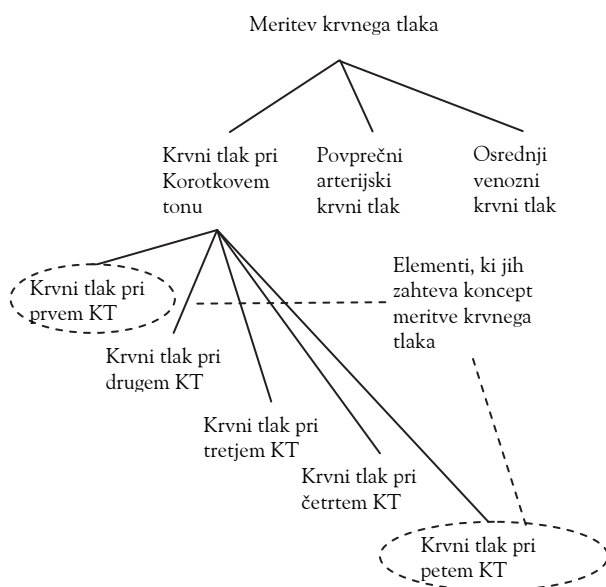 Meritev krvnega tlaka
Krvni tlak pri
Korotkovem
tonu
Povprečni
arterijski
krvni tlak
Osrednji
venozni
krvni tlak
Elementi, ki jih
zahteva koncept
meritve krvnega
tlaka
Krvni tlak pri
prvem KT
Krvni tlak pri
drugem KT
Krvni tlak pri
tretjem KT
Krvni tlak pri
četrtem KT
Krvni tlak pri
petem KT